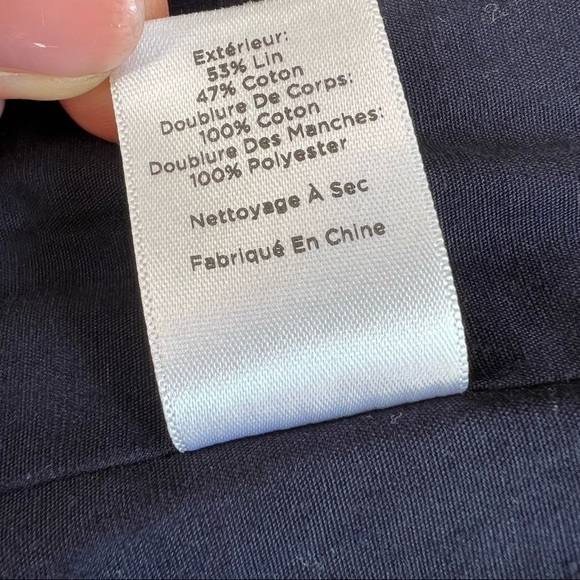 Extérieur:
53% Lin
47% Coton
Doublure De Corps:
100% Coton
Doublure Des Manches:
100% Polyester
Nettoyage À Sec
Fabriqué En Chine